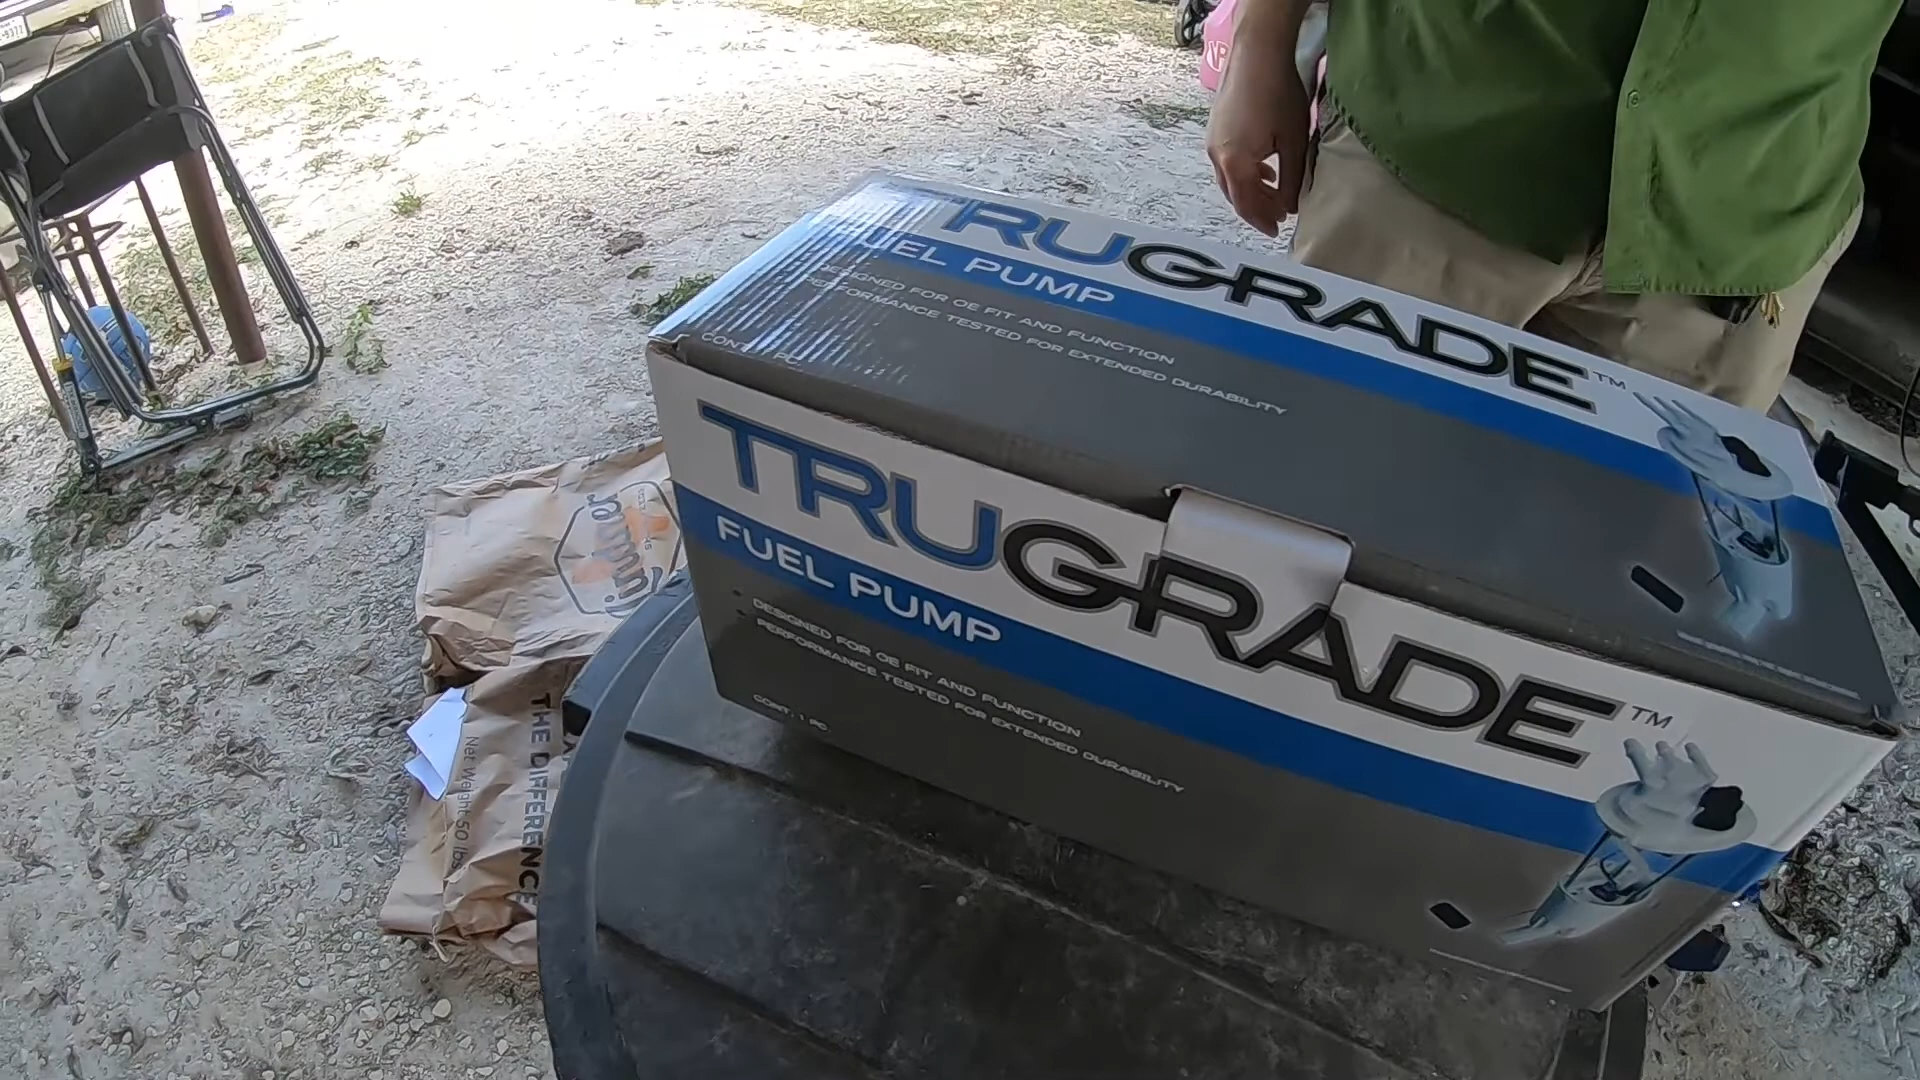 TRUGRADE™
FUEL PUMP
DESIGNED FOR OE FIT AND FUNCTION
PERFORMANCE TESTED FOR EXTENDED DURABILITY
TRUGRADE™
FUEL PUMP
DESIGNED FOR OE FIT AND FUNCTION
PERFORMANCE TESTED FOR EXTENDED DURABILITY
CONT. 1 PC.
THE DIFFERENCE
Net Weight 50 lbs